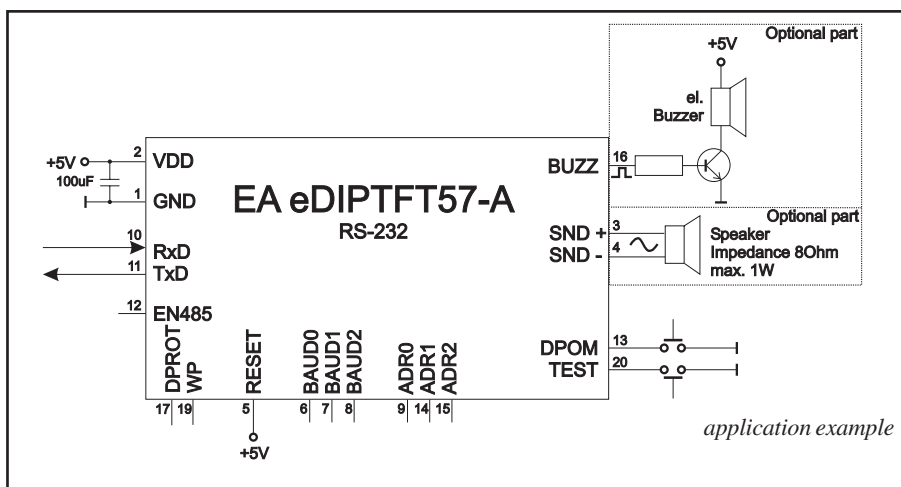 Optional part
+5V
el.
Buzzer
2
VDD
+5V
100uF
1
GND
EA eDIPTFT57-A
RS-232
BUZZ
16
Optional part
10
RxD
11
TxD
SND +
3
SND -
4
Speaker
Impedance 8Ohm
max. 1W
12
EN485
DPROT
WP
RESET
BAUD0
BAUD1
BAUD2
ADR0
ADR1
ADR2
DPOM
13
TEST
20
17
19
5
6
7
8
9
14
15
+5V
application example